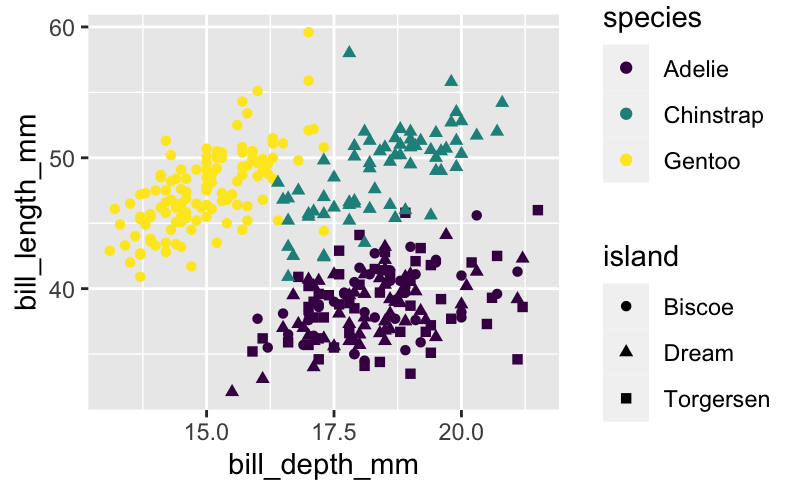 60
50
40
bill_length_mm
15.0 17.5 20.0
bill_depth_mm
species
Adelie
Chinstrap
Gentoo
island
Biscoe
Dream
Torgersen